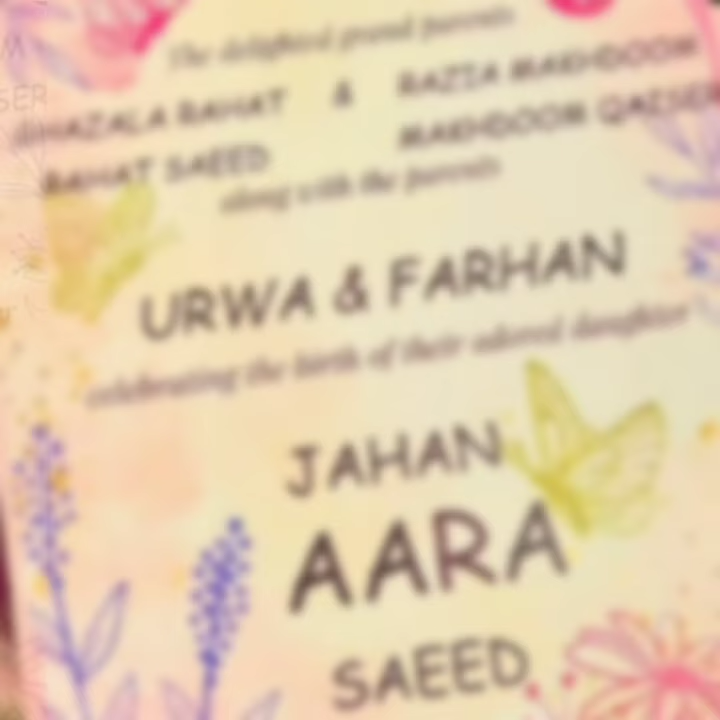 The delighted grand parents
GHAZALA RAHAT & RAZIA MAKHDOOM
RAHAT SAEED MAKHDOOM QAISER
along with the parents
URWA & FARHAN
celebrating the birth of their adored daughter
JAHAN
AARA
SAEED